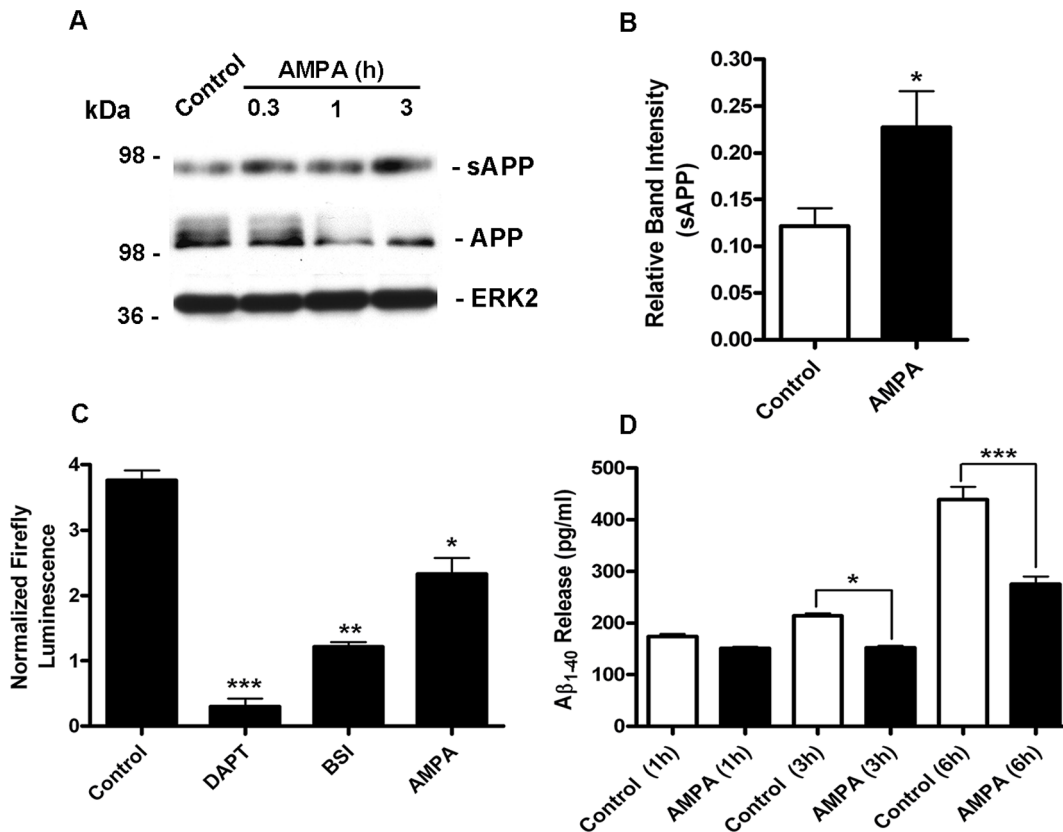 A
Control
AMPA (h)
kDa
0.3 1 3
98 -
- sAPP
- APP
98 -
- ERK2
36 -
B
Relative Band Intensity
(sAPP)
0.30
0.25
0.20
0.15
0.10
0.05
0.00
*
Control
AMPA
C
Normalized Firefly
Luminescence
4
3
2
1
0
***
**
*
Control
DAPT
BSI
AMPA
D
Aβ1-40 Release (pg/ml)
500
400
300
200
100
0
*
***
Control (1h)
AMPA (1h)
Control (3h)
AMPA (3h)
Control (6h)
AMPA (6h)